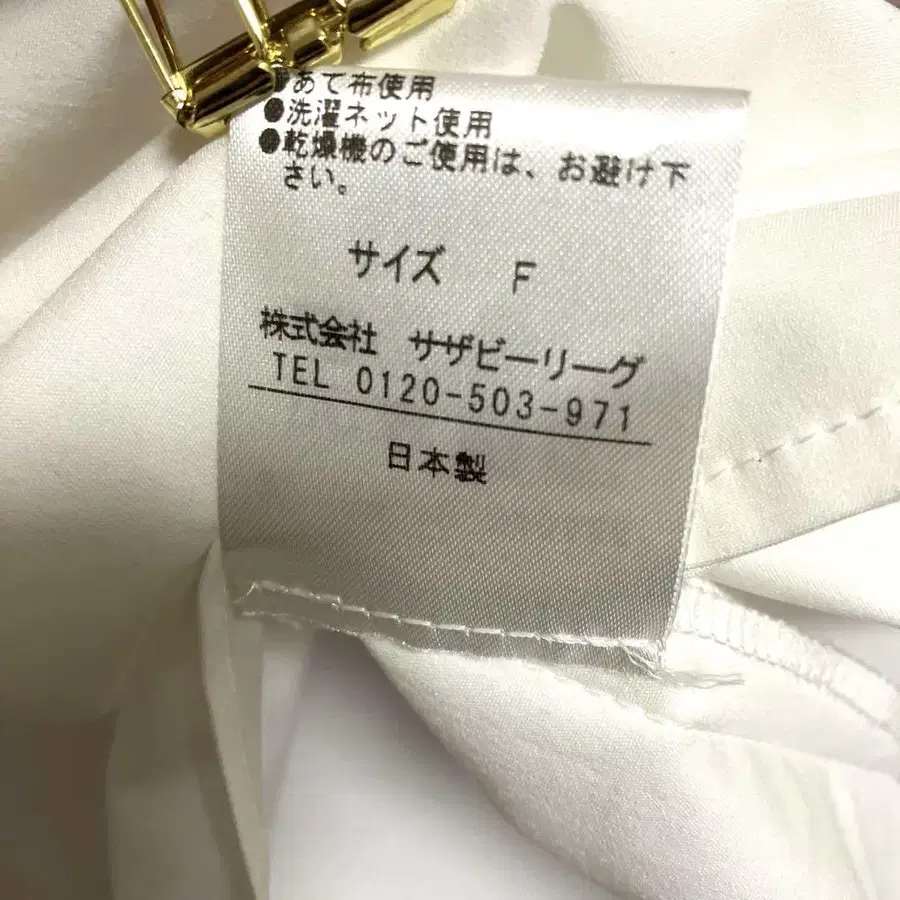 ●あて布使用
●洗濯ネット使用
●乾燥機のご使用は、お避け下
さい。
サイズ F
株式会社 サザビーリーグ
TEL 0120-503-971
日本製